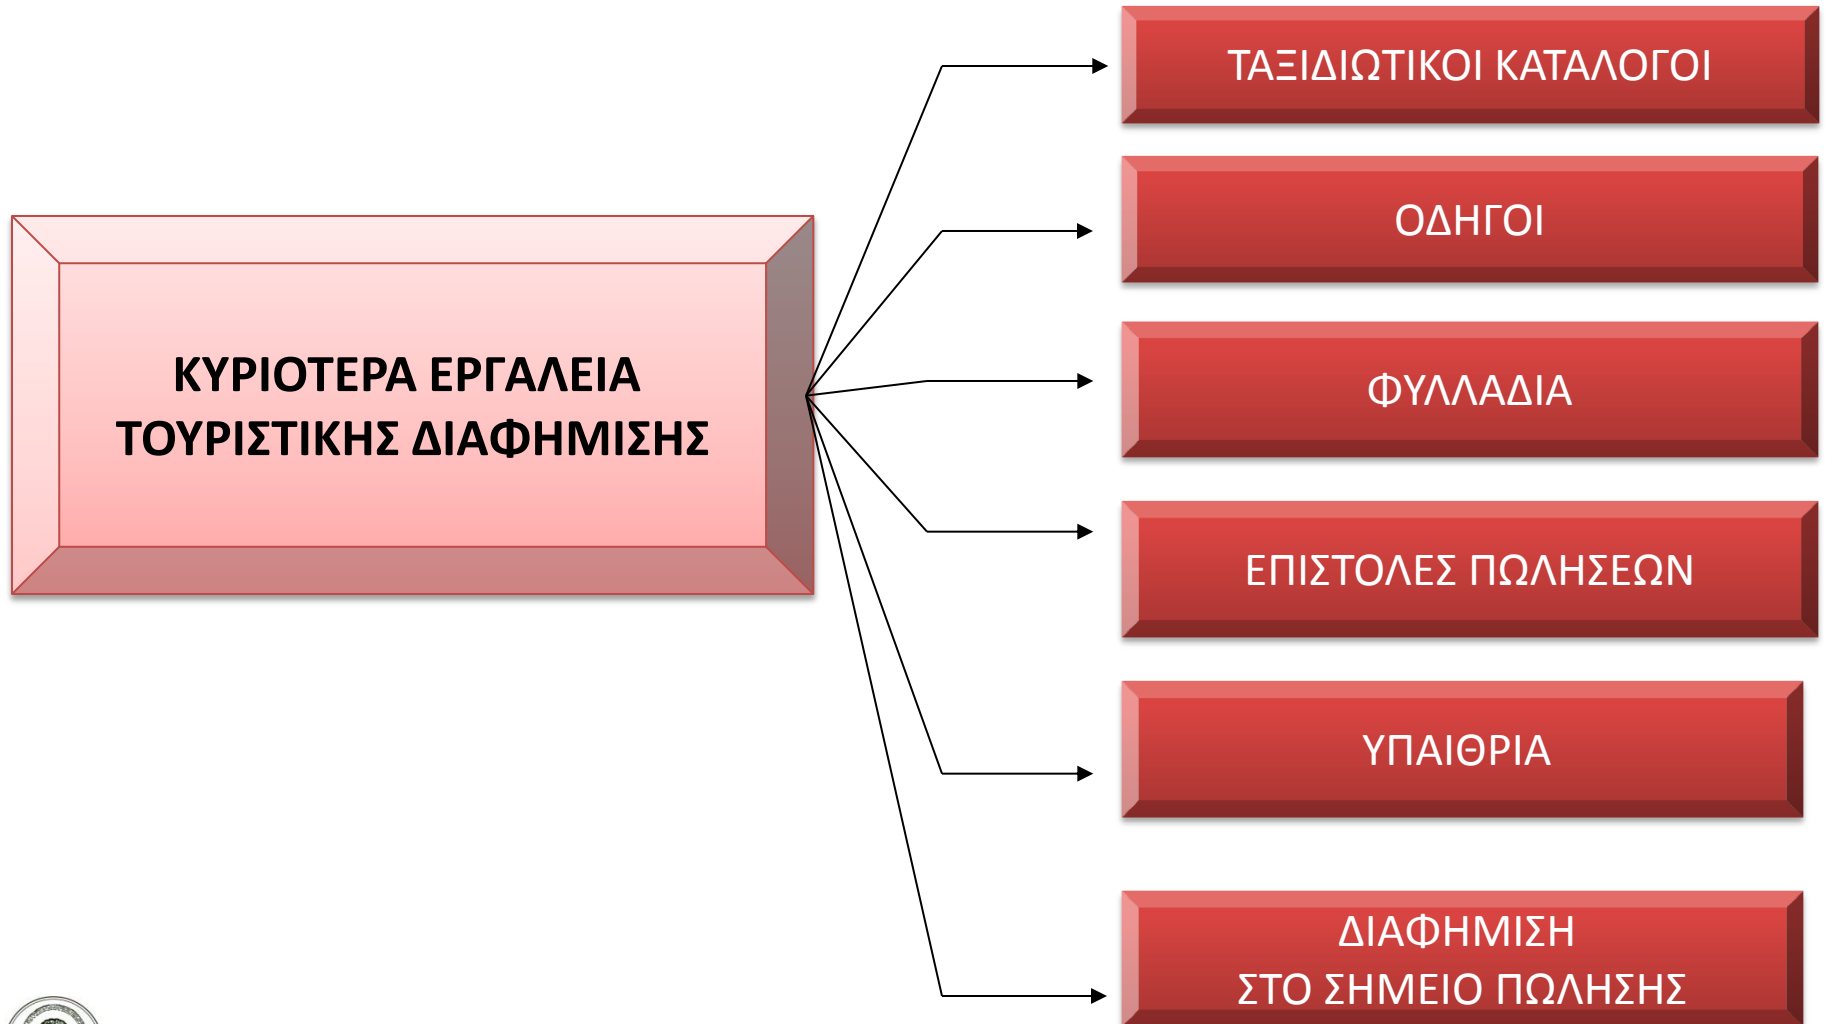 ΤΑΞΙΔΙΩΤΙΚΟΙ ΚΑΤΑΛΟΓΟΙ
ΟΔΗΓΟΙ
ΚΥΡΙΟΤΕΡΑ ΕΡΓΑΛΕΙΑ
ΤΟΥΡΙΣΤΙΚΗΣ ΔΙΑΦΗΜΙΣΗΣ
ΦΥΛΛΑΔΙΑ
ΕΠΙΣΤΟΛΕΣ ΠΩΛΗΣΕΩΝ
ΥΠΑΙΘΡΙΑ
ΔΙΑΦΗΜΙΣΗ
ΣΤΟ ΣΗΜΕΙΟ ΠΩΛΗΣΗΣ